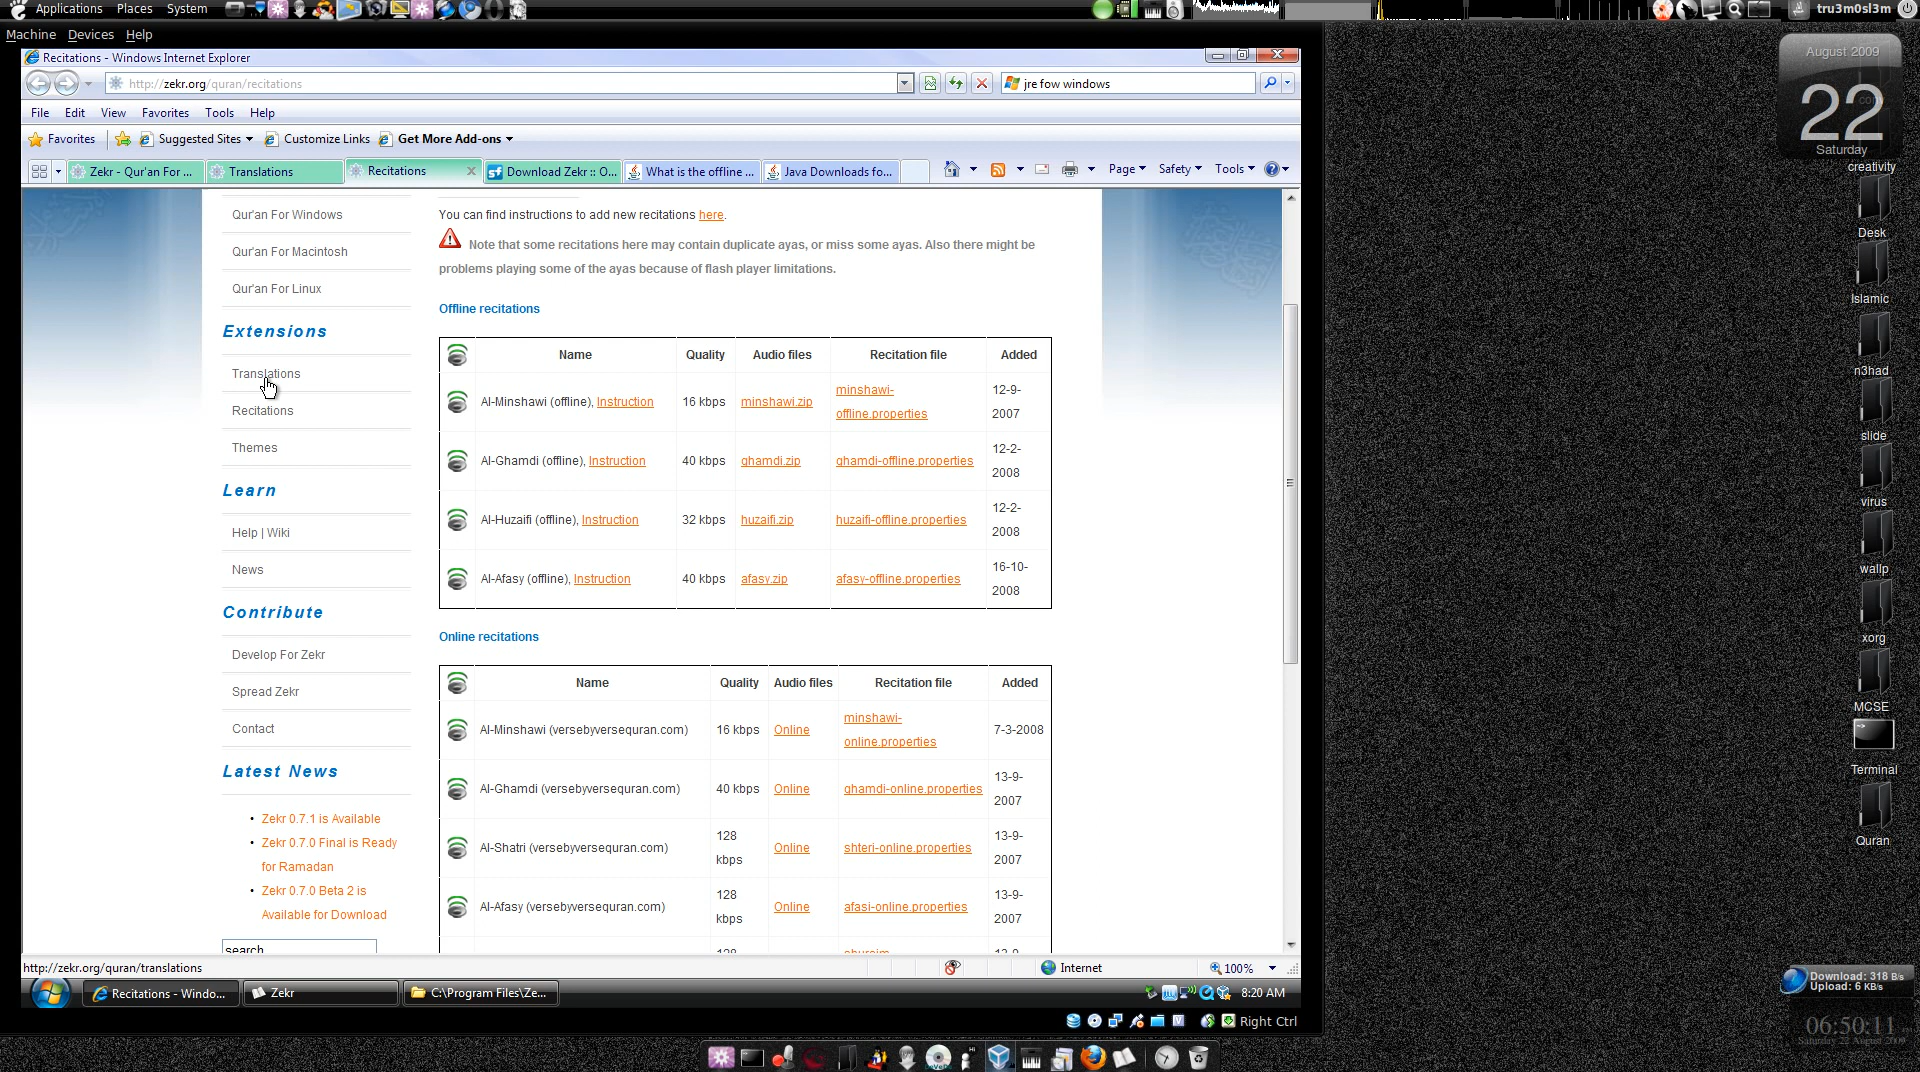 Applications Places System
tru3m0sl3m
Machine Devices Help
Recitations - Windows Internet Explorer
http://zekr.org/quran/recitations
jre fow windows
File Edit View Favorites Tools Help
Favorites Suggested Sites Customize Links Get More Add-ons
Zekr - Qur'an For ... Translations Recitations Download Zekr :: O... What is the offline ... Java Downloads fo...
Page Safety Tools
Qur'an For Windows
Qur'an For Macintosh
Qur'an For Linux
Extensions
Translations
Recitations
Themes
Learn
Help | Wiki
News
Contribute
Develop For Zekr
Spread Zekr
Contact
Latest News
• Zekr 0.7.1 is Available
• Zekr 0.7.0 Final is Ready
for Ramadan
• Zekr 0.7.0 Beta 2 is
Available for Download
search
You can find instructions to add new recitations here.
Note that some recitations here may contain duplicate ayas, or miss some ayas. Also there might be
problems playing some of the ayas because of flash player limitations.
Offline recitations
Name Quality Audio files Recitation file Added
Al-Minshawi (offline), Instruction 16 kbps minshawi.zip minshawi-offline.properties 12-9-2007
Al-Ghamdi (offline), Instruction 40 kbps ghamdi.zip ghamdi-offline.properties 12-2-2008
Al-Huzaifi (offline), Instruction 32 kbps huzaifi.zip huzaifi-offline.properties 12-2-2008
Al-Afasy (offline), Instruction 40 kbps afasy.zip afasy-offline.properties 16-10-2008
Online recitations
Name Quality Audio files Recitation file Added
Al-Minshawi (versebyversequran.com) 16 kbps Online minshawi-online.properties 7-3-2008
Al-Ghamdi (versebyversequran.com) 40 kbps Online ghamdi-online.properties 13-9-2007
Al-Shatri (versebyversequran.com) 128 kbps Online shteri-online.properties 13-9-2007
Al-Afasy (versebyversequran.com) 128 kbps Online afasi-online.properties 13-9-2007
http://zekr.org/quran/translations
Internet
100%
Recitations - Windo... Zekr C:\Program Files\Ze...
8:20 AM
Right Ctrl
August 2009
22
Saturday
creativity
Desk
Islamic
n3had
slide
virus
wallp
xorg
MCSE
Terminal
Quran
Download: 318 B/s
Upload: 6 KB/s
06:50:11
Saturday 22 August 2009